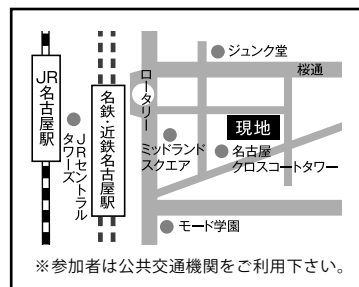 ジュンク堂
桜通
JR名古屋駅
JRセントラル
タワーズ
名鉄・近鉄名古屋駅
ロータリー
ミッドランド
スクエア
現地
名古屋
クロスコートタワー
モード学園
※参加者は公共交通機関をご利用下さい。